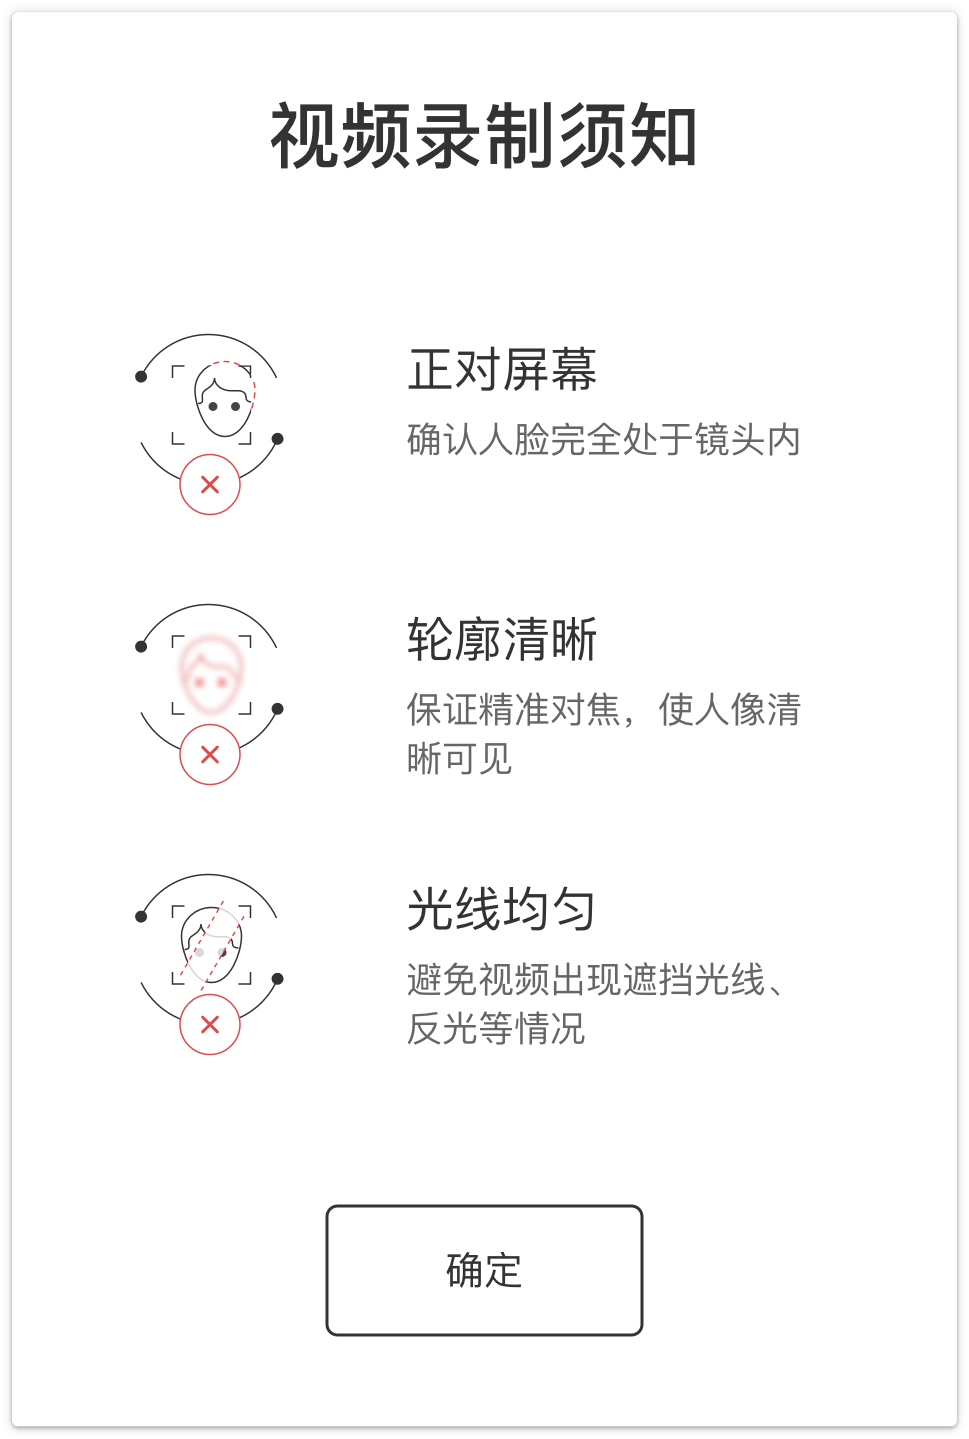 视频录制须知
正对屏幕
确认人脸完全处于镜头内
轮廓清晰
保证精准对焦，使人像清
晰可见
光线均匀
避免视频出现遮挡光线、
反光等情况
确定